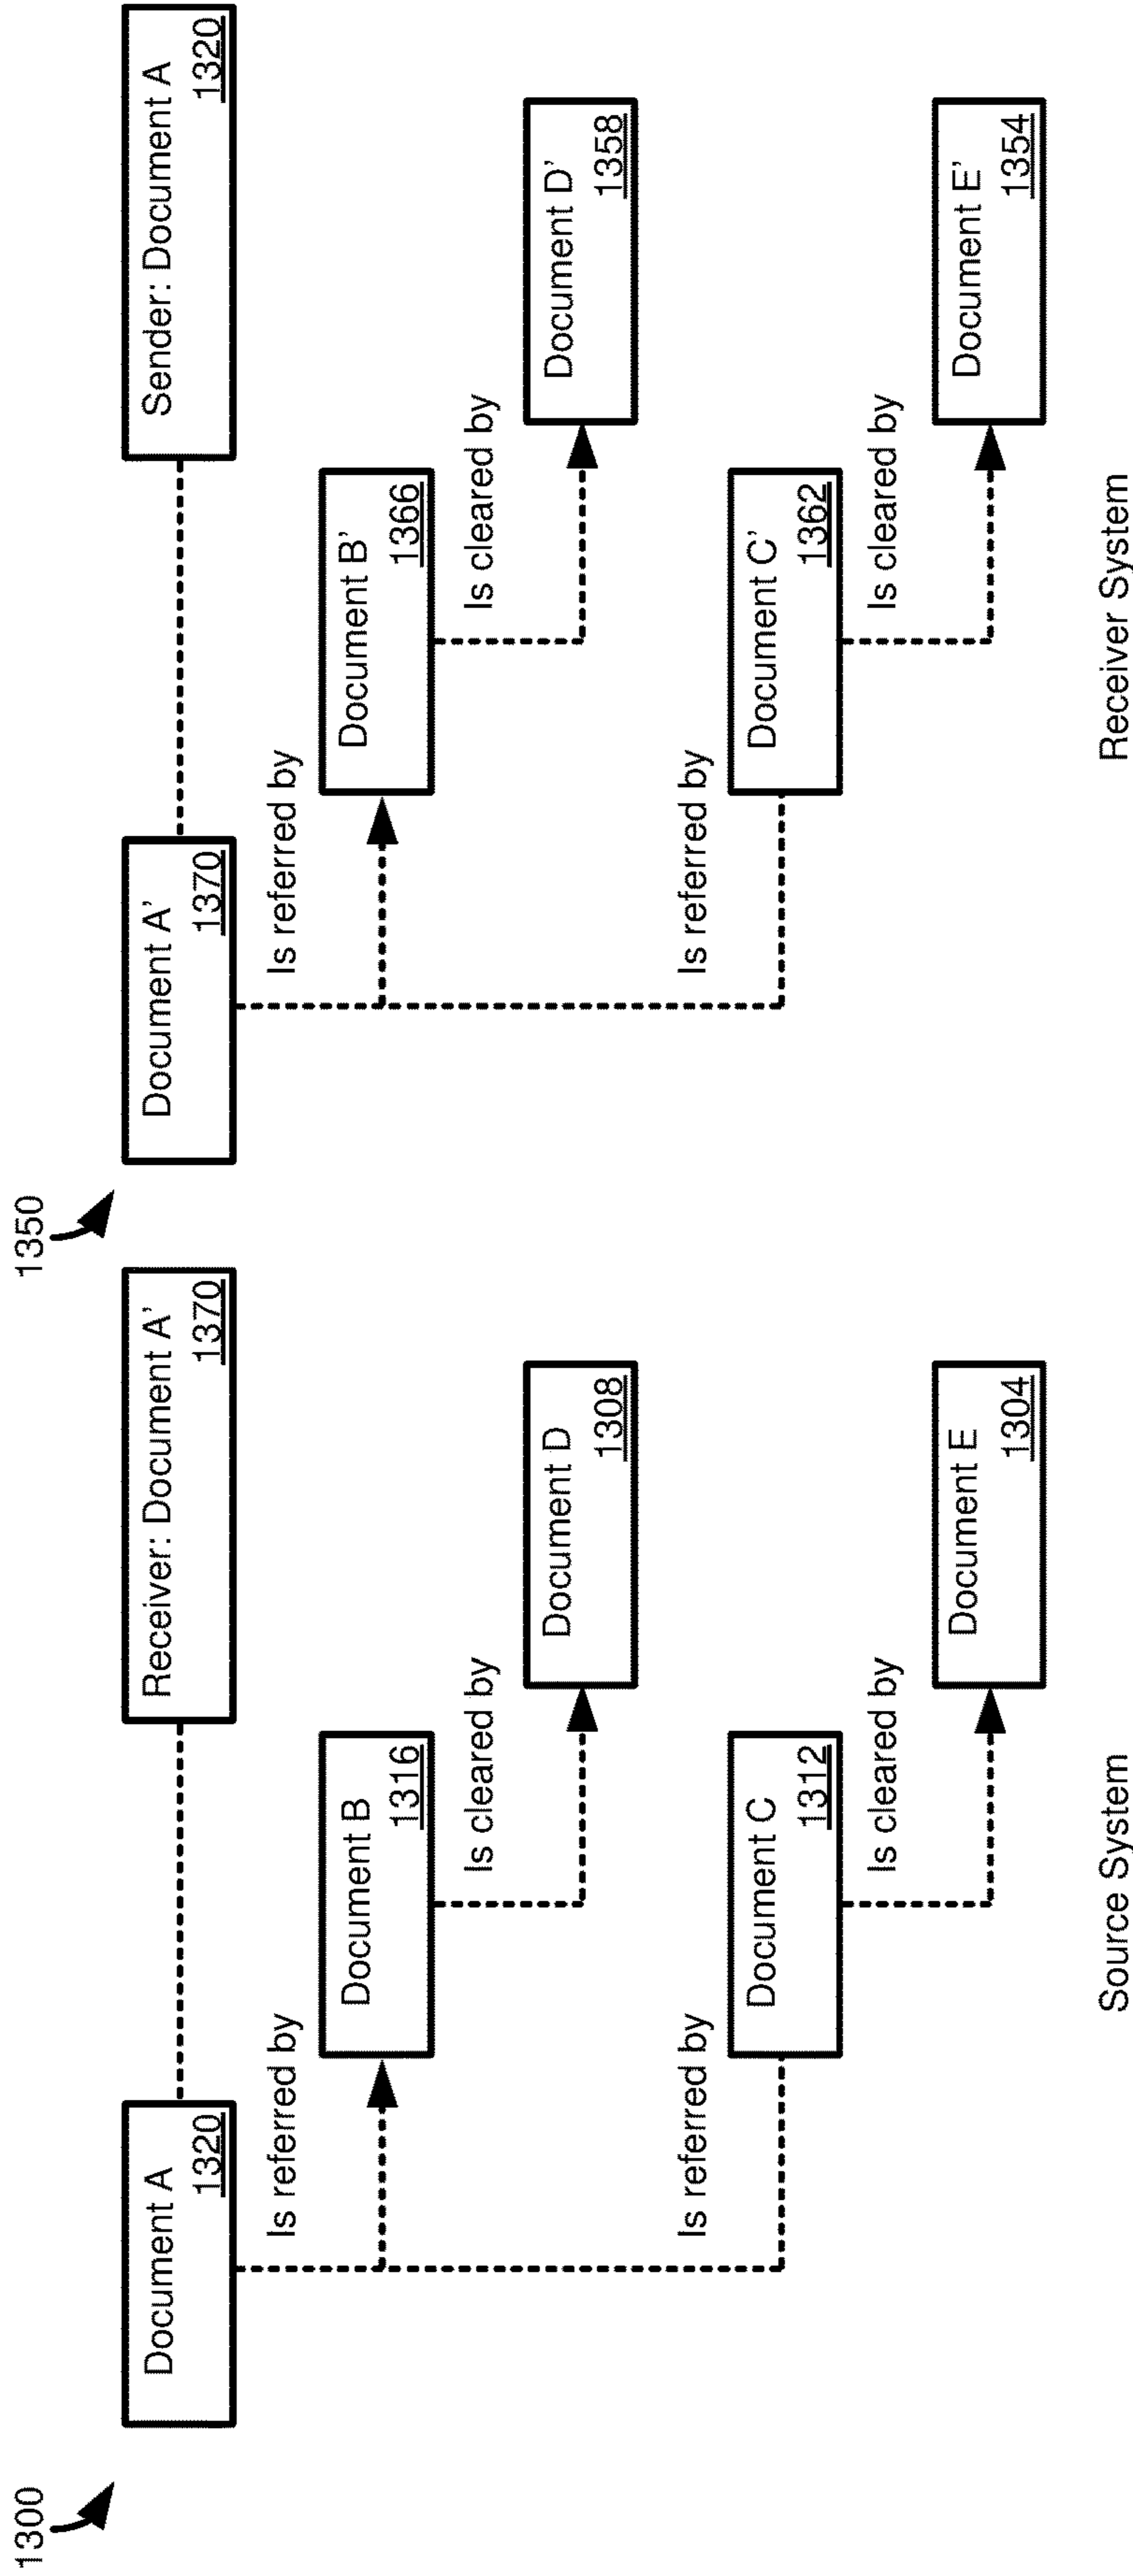 1300
Document A
1320
Receiver: Document A'
1370
Is referred by
Document B
1316
Is cleared by
Document D
1308
Is referred by
Document C
1312
Is cleared by
Document E
1304
Source System
1350
Document A'
1370
Sender: Document A
1320
Is referred by
Document B'
1366
Is cleared by
Document D'
1358
Is referred by
Document C'
1362
Is cleared by
Document E'
1354
Receiver System